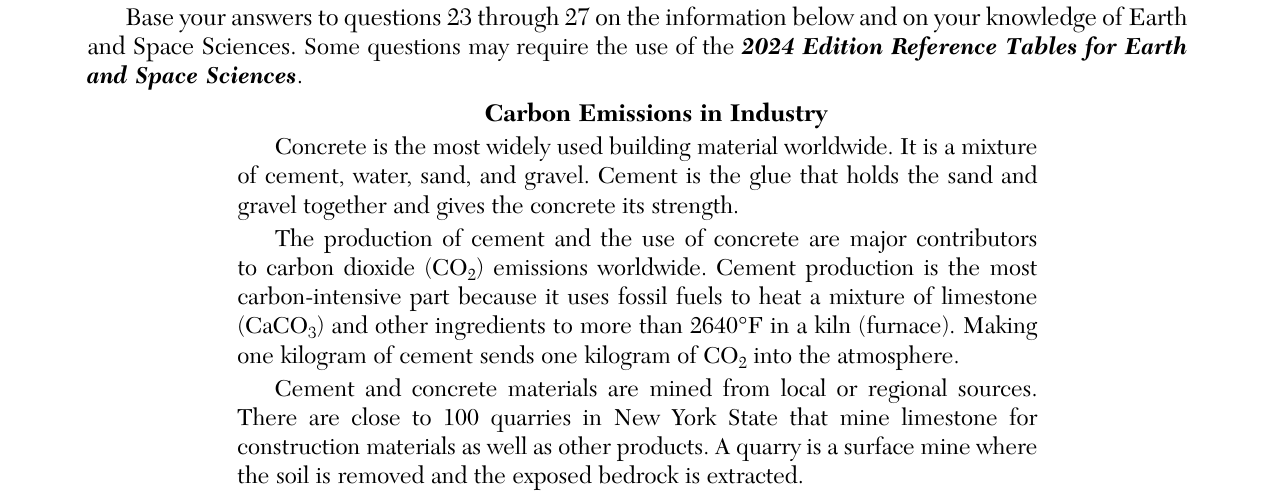 Base your answers to questions 23 through 27 on the information below and on your knowledge of Earth
and Space Sciences. Some questions may require the use of the 2024 Edition Reference Tables for Earth
and Space Sciences.
Carbon Emissions in Industry
Concrete is the most widely used building material worldwide. It is a mixture
of cement, water, sand, and gravel. Cement is the glue that holds the sand and
gravel together and gives the concrete its strength.
The production of cement and the use of concrete are major contributors
to carbon dioxide (CO₂) emissions worldwide. Cement production is the most
carbon-intensive part because it uses fossil fuels to heat a mixture of limestone
(CaCO₃) and other ingredients to more than 2640°F in a kiln (furnace). Making
one kilogram of cement sends one kilogram of CO₂ into the atmosphere.
Cement and concrete materials are mined from local or regional sources.
There are close to 100 quarries in New York State that mine limestone for
construction materials as well as other products. A quarry is a surface mine where
the soil is removed and the exposed bedrock is extracted.